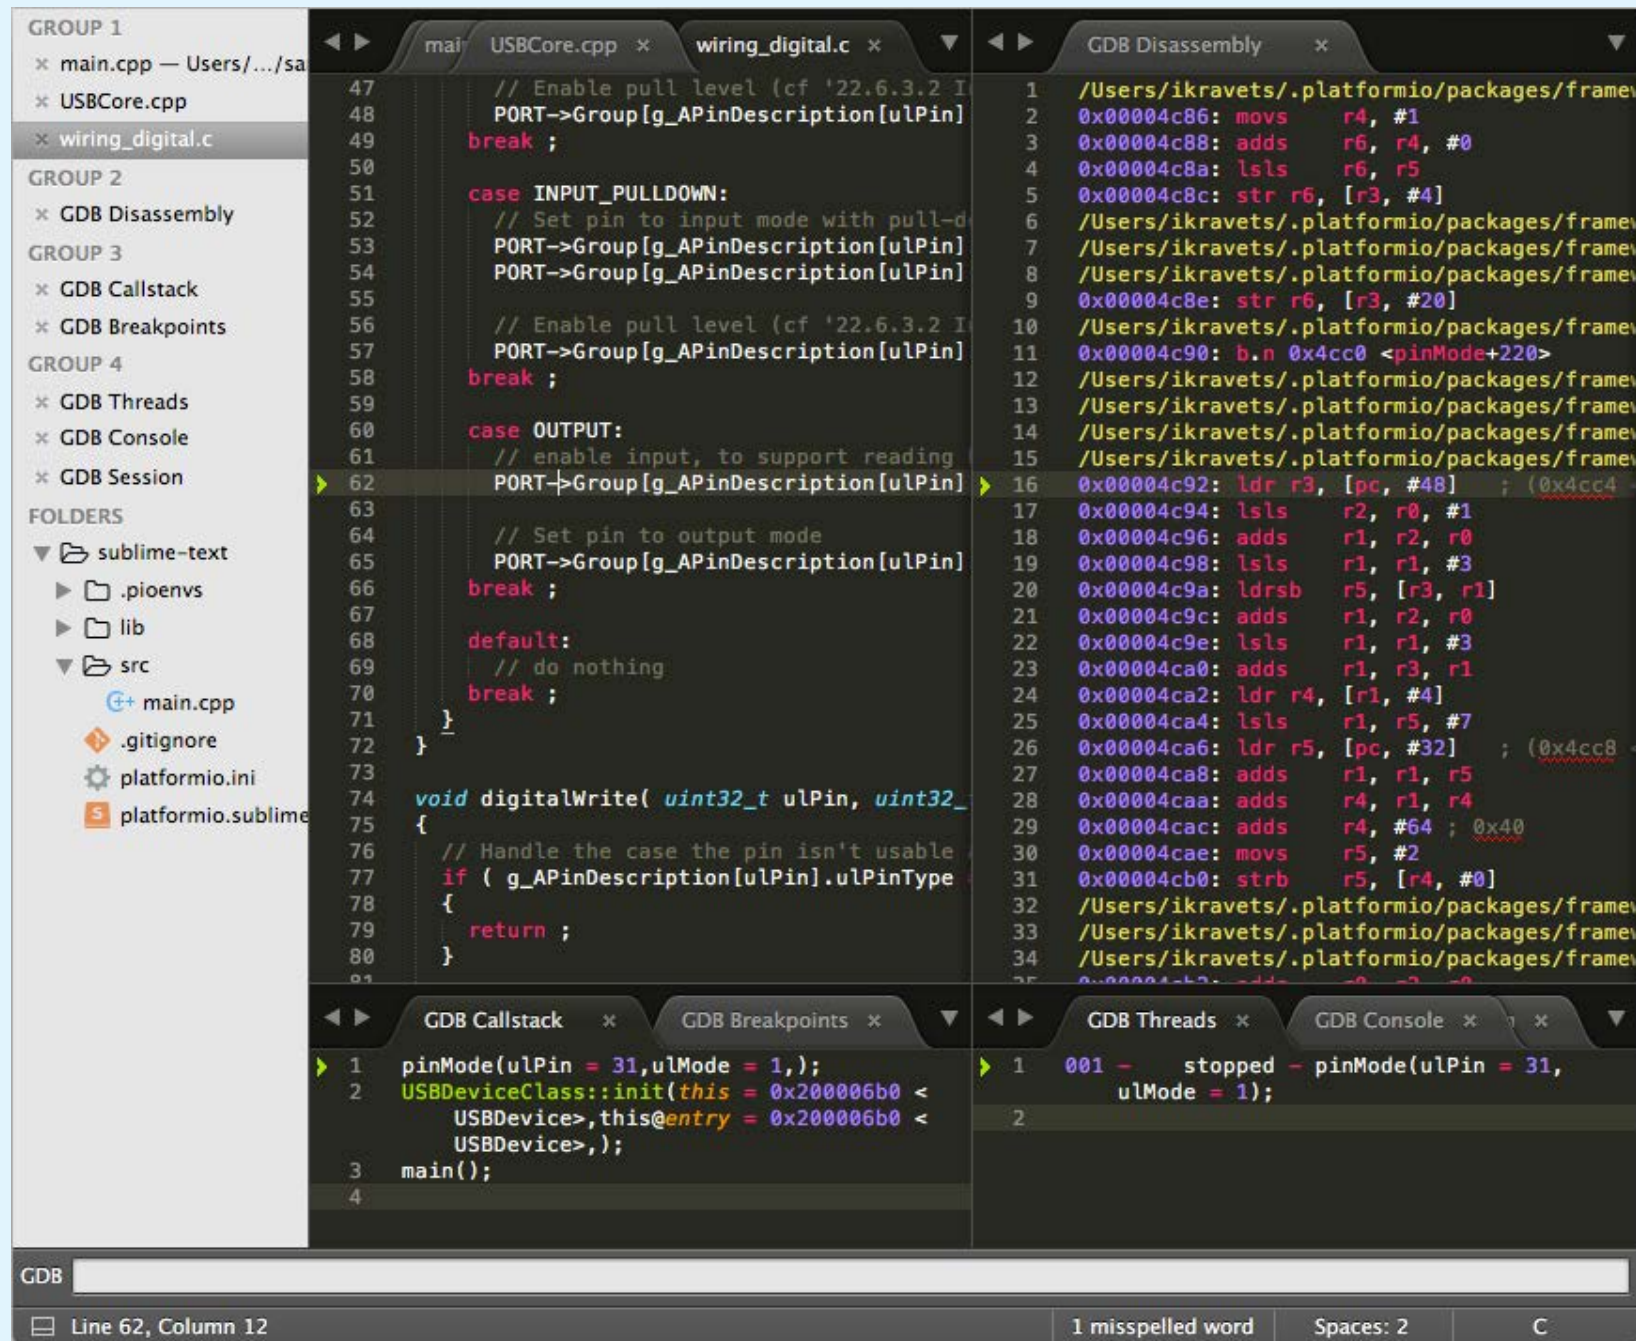 GROUP 1
main.cpp — Users/.../sa
USBCore.cpp
wiring_digital.c
GROUP 2
GDB Disassembly
GROUP 3
GDB Callstack
GDB Breakpoints
GROUP 4
GDB Threads
GDB Console
GDB Session
FOLDERS
sublime-text
.pioenvs
lib
src
main.cpp
.gitignore
platformio.ini
platformio.sublime
mai USBCore.cpp × wiring_digital.c ×
47 // Enable pull level (cf '22.6.3.2 I
48 PORT->Group[g_APinDescription[ulPin]
49 break ;
50
51 case INPUT_PULLDOWN:
52 // Set pin to input mode with pull-d
53 PORT->Group[g_APinDescription[ulPin]
54 PORT->Group[g_APinDescription[ulPin]
55
56 // Enable pull level (cf '22.6.3.2 I
57 PORT->Group[g_APinDescription[ulPin]
58 break ;
59
60 case OUTPUT:
61 // enable input, to support reading
62 PORT->Group[g_APinDescription[ulPin]
63
64 // Set pin to output mode
65 PORT->Group[g_APinDescription[ulPin]
66 break ;
67
68 default:
69 // do nothing
70 break ;
71 }
72 }
73
74 void digitalWrite( uint32_t ulPin, uint32_
75 {
76 // Handle the case the pin isn't usable
77 if ( g_APinDescription[ulPin].ulPinType
78 {
79 return ;
80 }
81
GDB Disassembly ×
1 /Users/ikravets/.platformio/packages/frame
2 0x00004c86: movs r4, #1
3 0x00004c88: adds r6, r4, #0
4 0x00004c8a: lsls r6, r5
5 0x00004c8c: str r6, [r3, #4]
6 /Users/ikravets/.platformio/packages/frame
7 /Users/ikravets/.platformio/packages/frame
8 /Users/ikravets/.platformio/packages/frame
9 0x00004c8e: str r6, [r3, #20]
10 /Users/ikravets/.platformio/packages/frame
11 0x00004c90: b.n 0x4cc0 <pinMode+220>
12 /Users/ikravets/.platformio/packages/frame
13 /Users/ikravets/.platformio/packages/frame
14 /Users/ikravets/.platformio/packages/frame
15 /Users/ikravets/.platformio/packages/frame
16 0x00004c92: ldr r3, [pc, #48] ; (0x4cc4
17 0x00004c94: lsls r2, r0, #1
18 0x00004c96: adds r1, r2, r0
19 0x00004c98: lsls r1, r1, #3
20 0x00004c9a: ldrsb r5, [r3, r1]
21 0x00004c9c: adds r1, r2, r0
22 0x00004c9e: lsls r1, r1, #3
23 0x00004ca0: adds r1, r3, r1
24 0x00004ca2: ldr r4, [r1, #4]
25 0x00004ca4: lsls r1, r5, #7
26 0x00004ca6: ldr r5, [pc, #32] ; (0x4cc8
27 0x00004ca8: adds r1, r1, r5
28 0x00004caa: adds r4, r1, r4
29 0x00004cac: adds r4, #64 ; 0x40
30 0x00004cae: movs r5, #2
31 0x00004cb0: strb r5, [r4, #0]
32 /Users/ikravets/.platformio/packages/frame
33 /Users/ikravets/.platformio/packages/frame
34 /Users/ikravets/.platformio/packages/frame
GDB Callstack × GDB Breakpoints ×
1 pinMode(ulPin = 31,ulMode = 1,);
2 USBDeviceClass::init(this = 0x200006b0 <
USBDevice>,this@entry = 0x200006b0 <
USBDevice>,);
3 main();
4
GDB Threads × GDB Console × ×
1 001 - stopped - pinMode(ulPin = 31,
ulMode = 1);
2
GDB
Line 62, Column 12
1 misspelled word
Spaces: 2
C